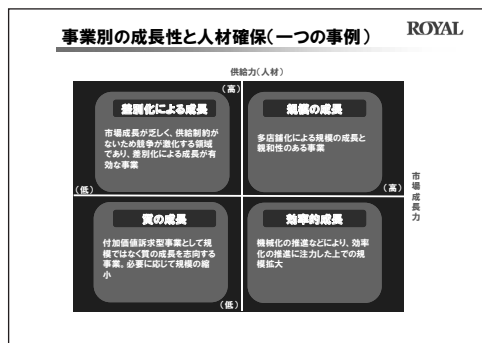 事業別の成長性と人材確保(一つの事例)
ROYAL
供給力(人材)
(高)
差別化による成長
市場成長が乏しく、供給制約が
ないため競争が激化する領域
であり、差別化による成長が有
効な事業
規模の成長
多店舗化による規模の成長と
親和性のある事業
(低)
(高)
市場成長力
質の成長
付加価値訴求型事業として規
模ではなく質の成長を志向する
事業。必要に応じて規模の縮
小
効率的成長
機械化の推進などにより、効率
化の推進に注力した上での規
模拡大
(低)